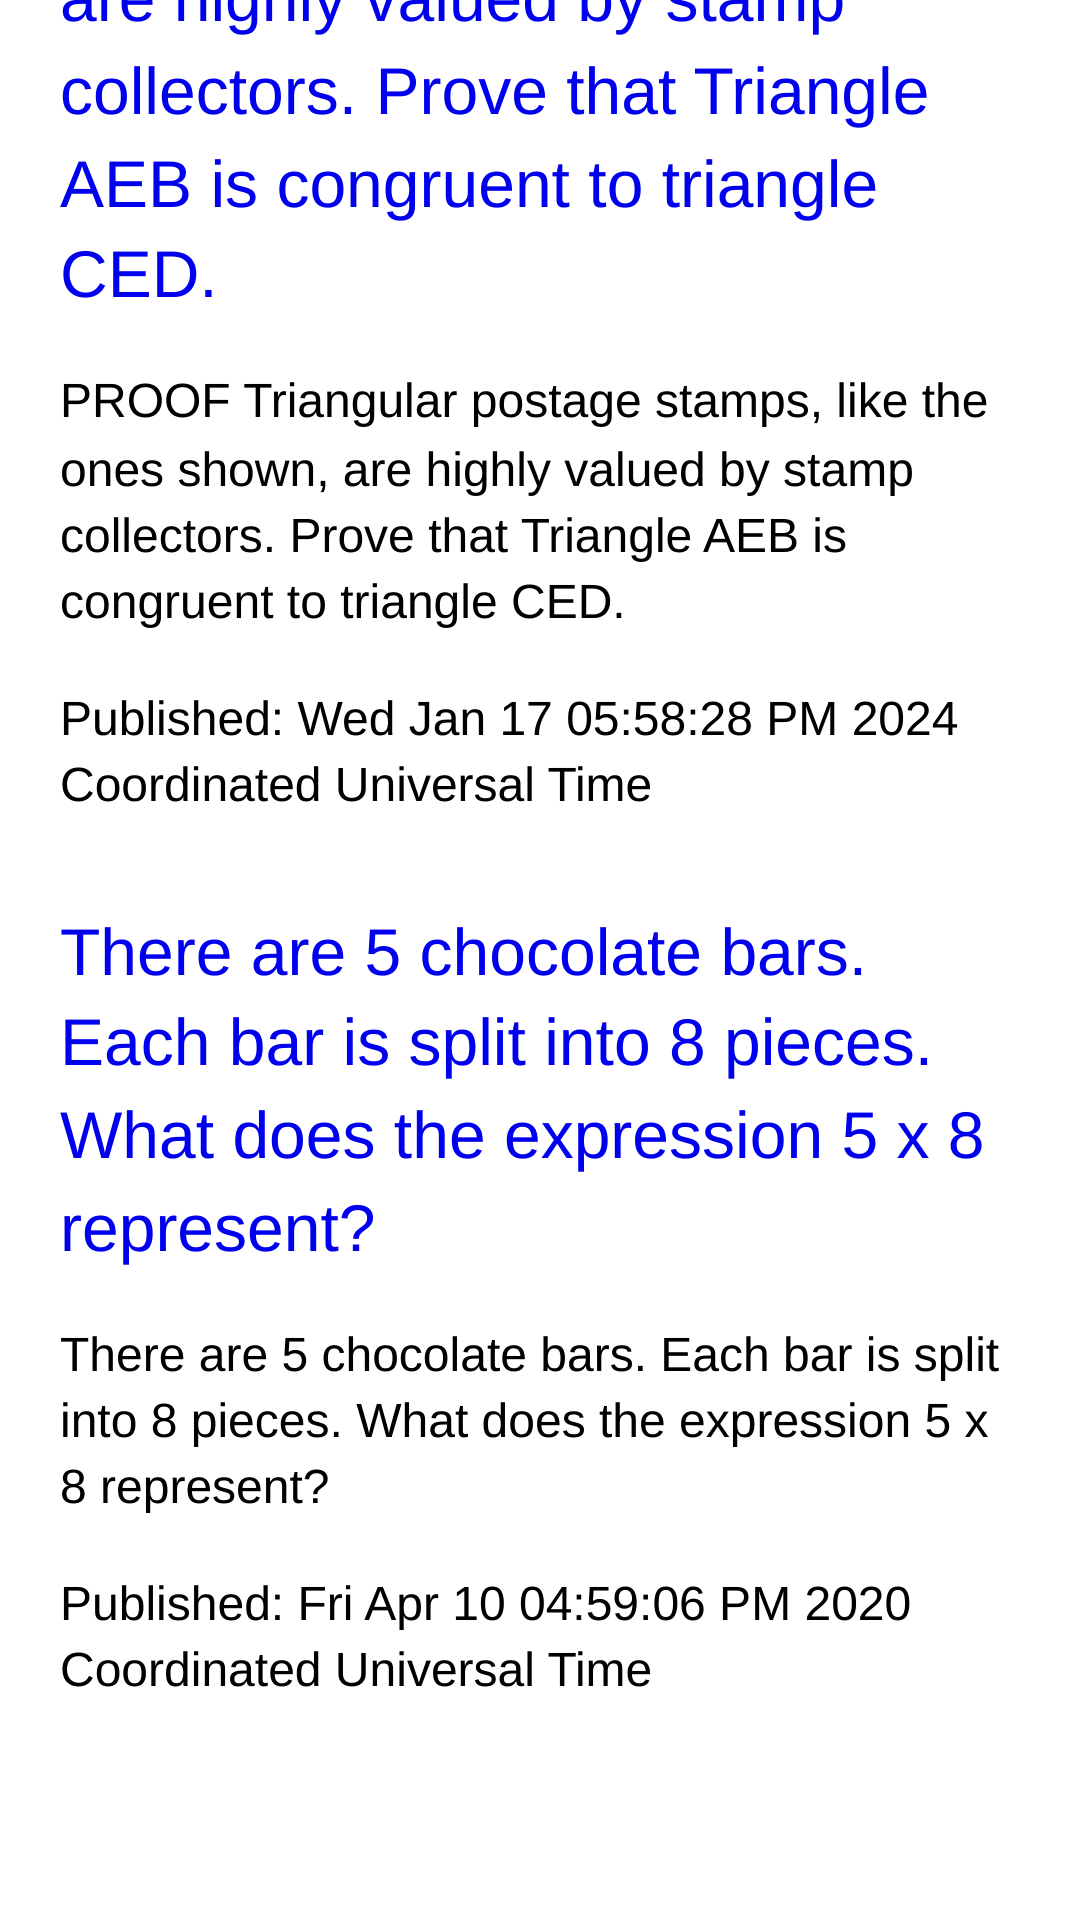 are highly valued by stamp
collectors. Prove that Triangle
AEB is congruent to triangle
CED.
PROOF Triangular postage stamps, like the
ones shown, are highly valued by stamp
collectors. Prove that Triangle AEB is
congruent to triangle CED.
Published: Wed Jan 17 05:58:28 PM 2024
Coordinated Universal Time
There are 5 chocolate bars.
Each bar is split into 8 pieces.
What does the expression 5 x 8
represent?
There are 5 chocolate bars. Each bar is split
into 8 pieces. What does the expression 5 x
8 represent?
Published: Fri Apr 10 04:59:06 PM 2020
Coordinated Universal Time